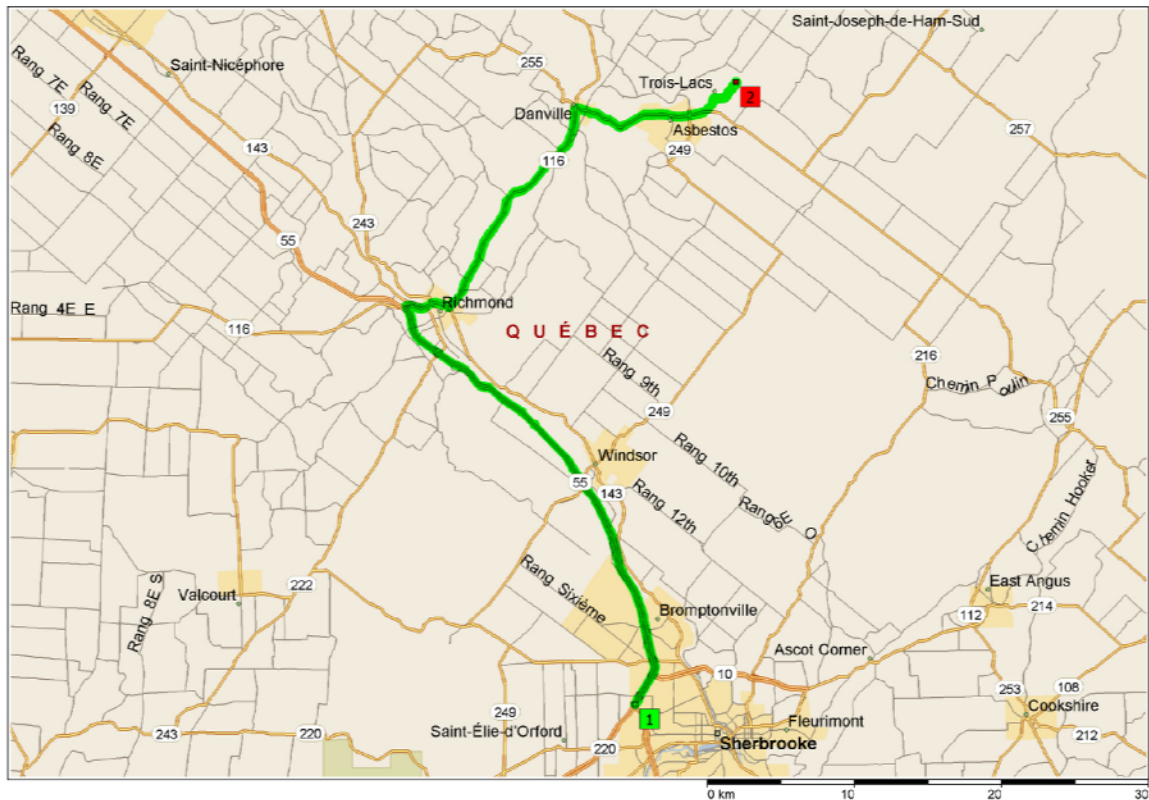 Saint-Joseph-de-Ham-Sud
Saint-Nicéphore
255
Trois-Lacs
Rang 7E
Rang 7E
2
139
Danville
Asbestos
257
Rang 8E
143
249
116
243
55
Richmond
Rang 4E E
116
QUÉBEC
216
Rang 9th
Chemin Poulin
249
255
Windsor
Rang 10th
55
143
Rang 12th
Rang 8E O
Chemin Hooker
Rang Sixième
222
East Angus
Valcourt
Rang 8E S
Bromptonville
112
214
Ascot Corner
10
253
108
249
1
Cookshire
Saint-Élie-d'Orford
Fleurimont
243
220
220
Sherbrooke
212
0 km
10
20
30